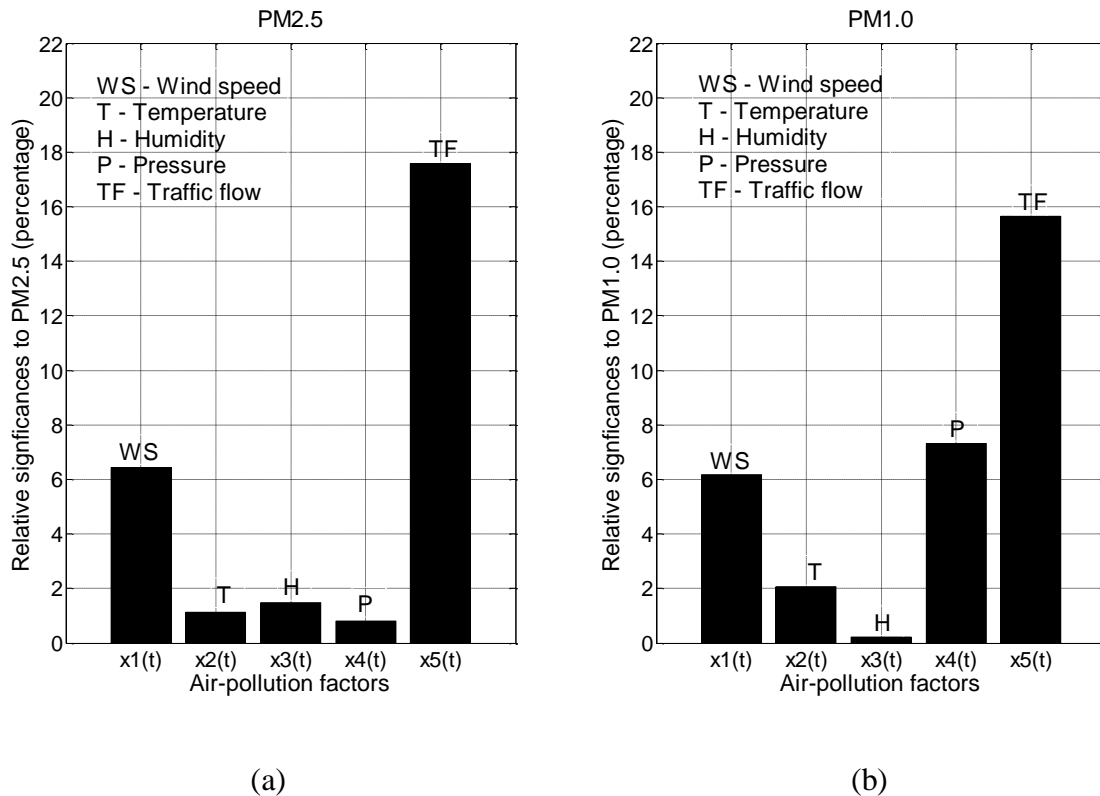 PM2.5
22
20
18
16
14
12
10
8
6
4
2
0
Relative signficances to PM2.5 (percentage)
WS - Wind speed
T - Temperature
H - Humidity
P - Pressure
TF - Traffic flow
WS
T
H
P
TF
x1(t) x2(t) x3(t) x4(t) x5(t)
Air-pollution factors
(a)
PM1.0
22
20
18
16
14
12
10
8
6
4
2
0
Relative signficances to PM1.0 (percentage)
WS - Wind speed
T - Temperature
H - Humidity
P - Pressure
TF - Traffic flow
WS
T
H
P
TF
x1(t) x2(t) x3(t) x4(t) x5(t)
Air-pollution factors
(b)